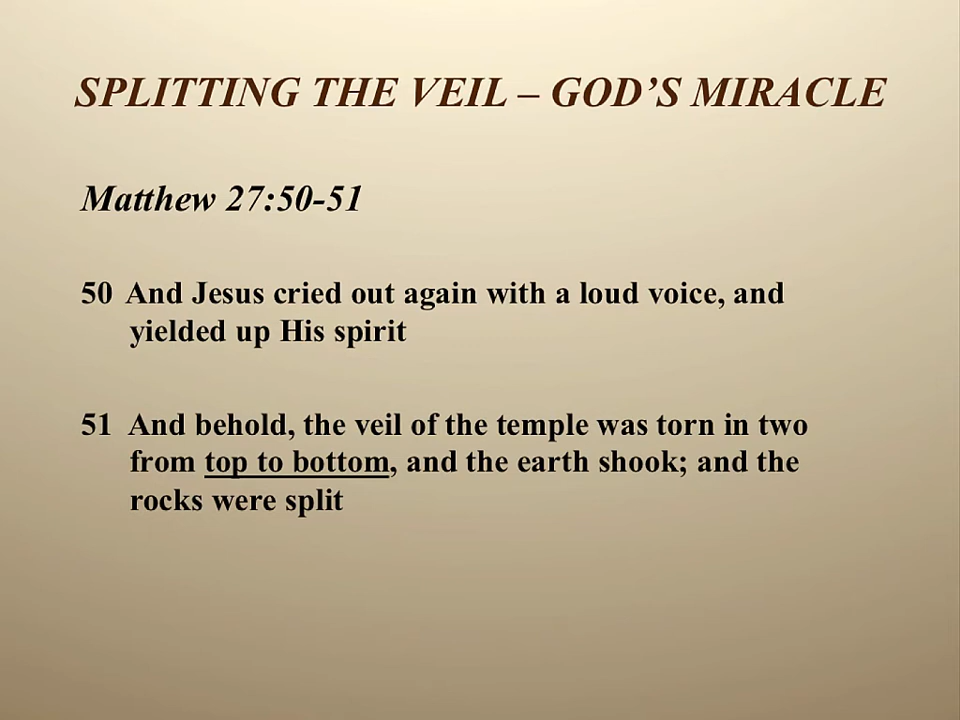 SPLITTING THE VEIL – GOD’S MIRACLE
Matthew 27:50-51
50 And Jesus cried out again with a loud voice, and
yielded up His spirit
51 And behold, the veil of the temple was torn in two
from top to bottom, and the earth shook; and the
rocks were split